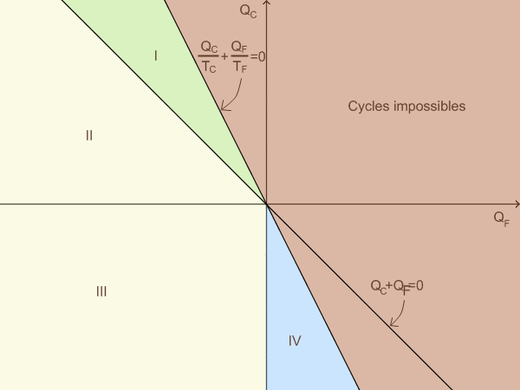 Q_C
Q_C/T_C + Q_F/T_F =0
I
Cycles impossibles
II
Q_F
Q_C+Q_F=0
III
IV